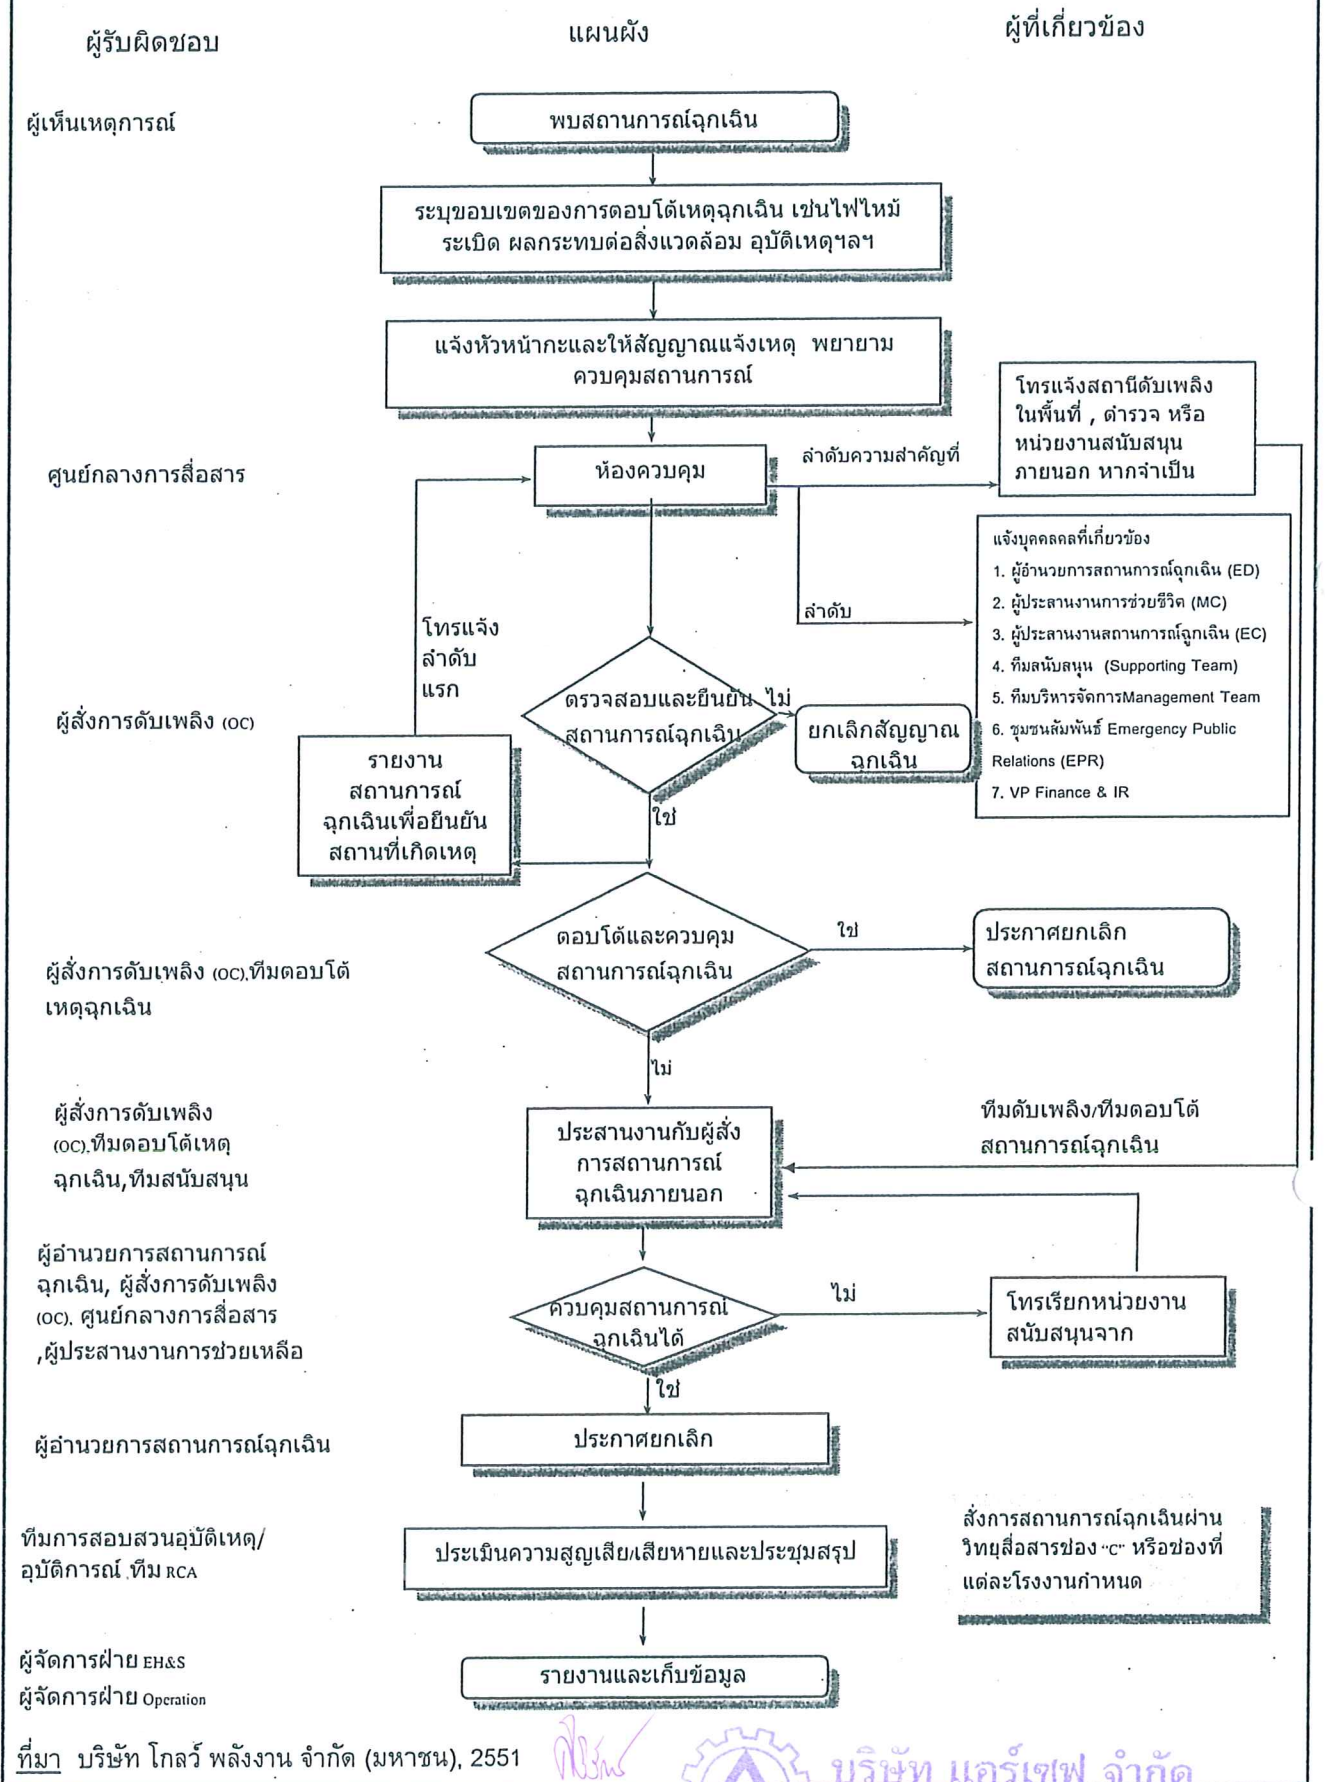 ผู้รับผิดชอบ
แผนผัง
ผู้ที่เกี่ยวข้อง
ผู้เห็นเหตุการณ์
พบสถานการณ์ฉุกเฉิน
ระบุขอบเขตของการตอบโต้เหตุฉุกเฉิน เช่นไฟไหม้
ระเบิด ผลกระทบต่อสิ่งแวดล้อม อุบัติเหตุฯลฯ
แจ้งหัวหน้ากะและให้สัญญาณแจ้งเหตุ พยายาม
ควบคุมสถานการณ์
โทรแจ้งสถานีดับเพลิง
ในพื้นที่ , ตำรวจ หรือ
หน่วยงานสนับสนุน
ภายนอก หากจำเป็น
ศูนย์กลางการสื่อสาร
ห้องควบคุม
ลำดับความสำคัญที่
แจ้งบุคคลคลที่เกี่ยวข้อง
1. ผู้อำนวยการสถานการณ์ฉุกเฉิน (ED)
2. ผู้ประสานงานการช่วยชีวิต (MC)
3. ผู้ประสานงานสถานการณ์ฉุกเฉิน (EC)
4. ทีมสนับสนุน (Supporting Team)
5. ทีมบริหารจัดการManagement Team
6. ชุมชนสัมพันธ์ Emergency Public
Relations (EPR)
7. VP Finance & IR
ลำดับ
โทรแจ้ง
ลำดับ
แรก
ผู้สั่งการดับเพลิง (OC)
ตรวจสอบและยืนยัน
สถานการณ์ฉุกเฉิน
ไม่
ยกเลิกสัญญาณ
ฉุกเฉิน
รายงาน
สถานการณ์
ฉุกเฉินเพื่อยืนยัน
สถานที่เกิดเหตุ
ใช่
ตอบโต้และควบคุม
สถานการณ์ฉุกเฉิน
ใช่
ประกาศยกเลิก
สถานการณ์ฉุกเฉิน
ผู้สั่งการดับเพลิง (OC),ทีมตอบโต้
เหตุฉุกเฉิน
ไม่
ผู้สั่งการดับเพลิง
(OC),ทีมตอบโต้เหตุ
ฉุกเฉิน,ทีมสนับสนุน
ประสานงานกับผู้สั่ง
การสถานการณ์
ฉุกเฉินภายนอก
ทีมดับเพลิง/ทีมตอบโต้
สถานการณ์ฉุกเฉิน
ผู้อำนวยการสถานการณ์
ฉุกเฉิน, ผู้สั่งการดับเพลิง
(OC), ศูนย์กลางการสื่อสาร
,ผู้ประสานงานการช่วยเหลือ
ควบคุมสถานการณ์
ฉุกเฉินได้
ไม่
โทรเรียกหน่วยงาน
สนับสนุนจาก
ใช่
ผู้อำนวยการสถานการณ์ฉุกเฉิน
ประกาศยกเลิก
ทีมการสอบสวนอุบัติเหตุ/
อุบัติการณ์ ,ทีม RCA
ประเมินความสูญเสีย/เสียหายและประชุมสรุป
สั่งการสถานการณ์ฉุกเฉินผ่าน
วิทยุสื่อสารช่อง "C" หรือช่องที่
แต่ละโรงงานกำหนด
ผู้จัดการฝ่าย EH&S
ผู้จัดการฝ่าย Operation
รายงานและเก็บข้อมูล
ที่มา บริษัท โกลว์ พลังงาน จำกัด (มหาชน), 2551
บริษัท แอร์เซฟ จำกัด